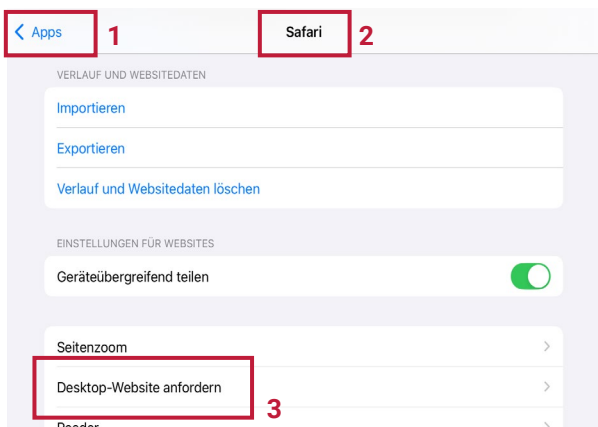 Apps 1 Safari 2
VERLAUF UND WEBSITEDATEN
Importieren
Exportieren
Verlauf und Websitedaten löschen
EINSTELLUNGEN FÜR WEBSITES
Geräteübergreifend teilen
Seitenzoom
Desktop-Website anfordern
3